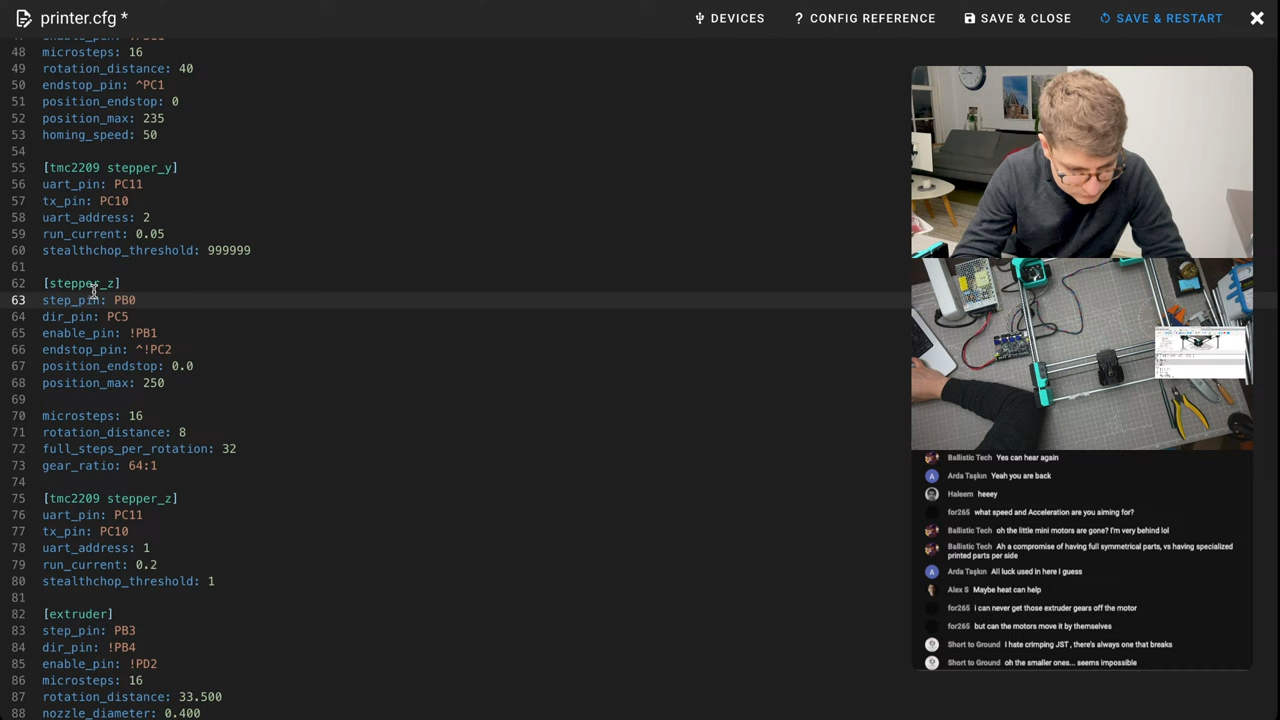 printer.cfg *
DEVICES
? CONFIG REFERENCE
SAVE & CLOSE
SAVE & RESTART
47
48 microsteps: 16
49 rotation_distance: 40
50 endstop_pin: ^PC1
51 position_endstop: 0
52 position_max: 235
53 homing_speed: 50
54
55 [tmc2209 stepper_y]
56 uart_pin: PC11
57 tx_pin: PC10
58 uart_address: 2
59 run_current: 0.05
60 stealthchop_threshold: 999999
61
62 [stepper_z]
63 step_pin: PB0
64 dir_pin: PC5
65 enable_pin: !PB1
66 endstop_pin: ^!PC2
67 position_endstop: 0.0
68 position_max: 250
69
70 microsteps: 16
71 rotation_distance: 8
72 full_steps_per_rotation: 32
73 gear_ratio: 64:1
74
75 [tmc2209 stepper_z]
76 uart_pin: PC11
77 tx_pin: PC10
78 uart_address: 1
79 run_current: 0.2
80 stealthchop_threshold: 1
81
82 [extruder]
83 step_pin: PB3
84 dir_pin: !PB4
85 enable_pin: !PD2
86 microsteps: 16
87 rotation_distance: 33.500
88 nozzle_diameter: 0.400
Ballistic Tech Yes can hear again
A Arda Taşkın Yeah you are back
Haleem heeey
for265 what speed and Acceleration are you aiming for?
Ballistic Tech oh the little mini motors are gone? I'm very behind lol
Ballistic Tech Ah a compromise of having full symmetrical parts, vs having specialized
printed parts per side
A Arda Taşkın All luck used in here I guess
Alex S Maybe heat can help
for265 i can never get those extruder gears off the motor
for265 but can the motors move it by themselves
Short to Ground I hate crimping JST , there's always one that breaks
Short to Ground oh the smaller ones... seems impossible